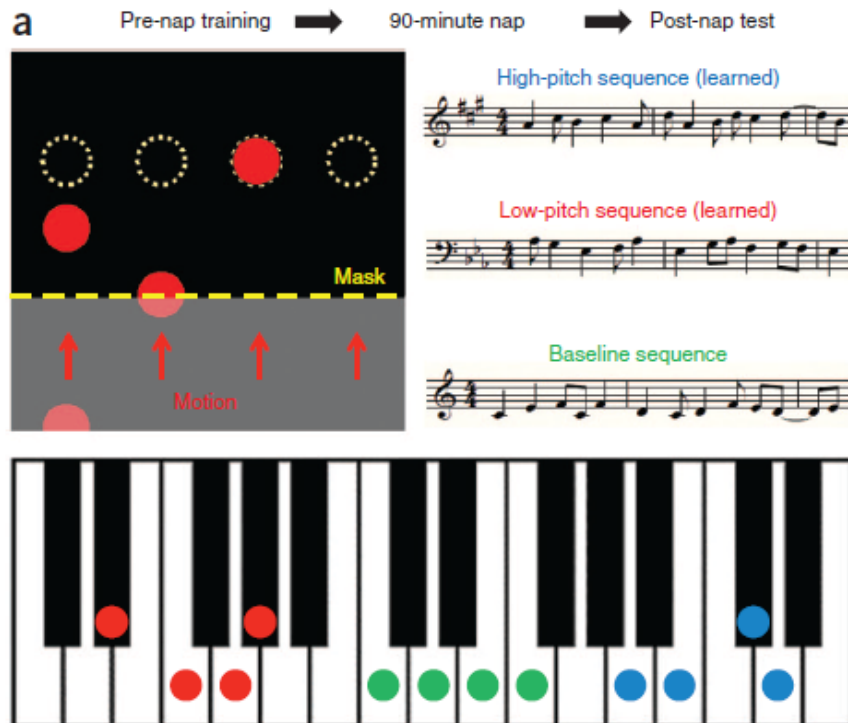 a
Pre-nap training 90-minute nap Post-nap test
High-pitch sequence (learned)
Low-pitch sequence (learned)
Mask
Baseline sequence
Motion